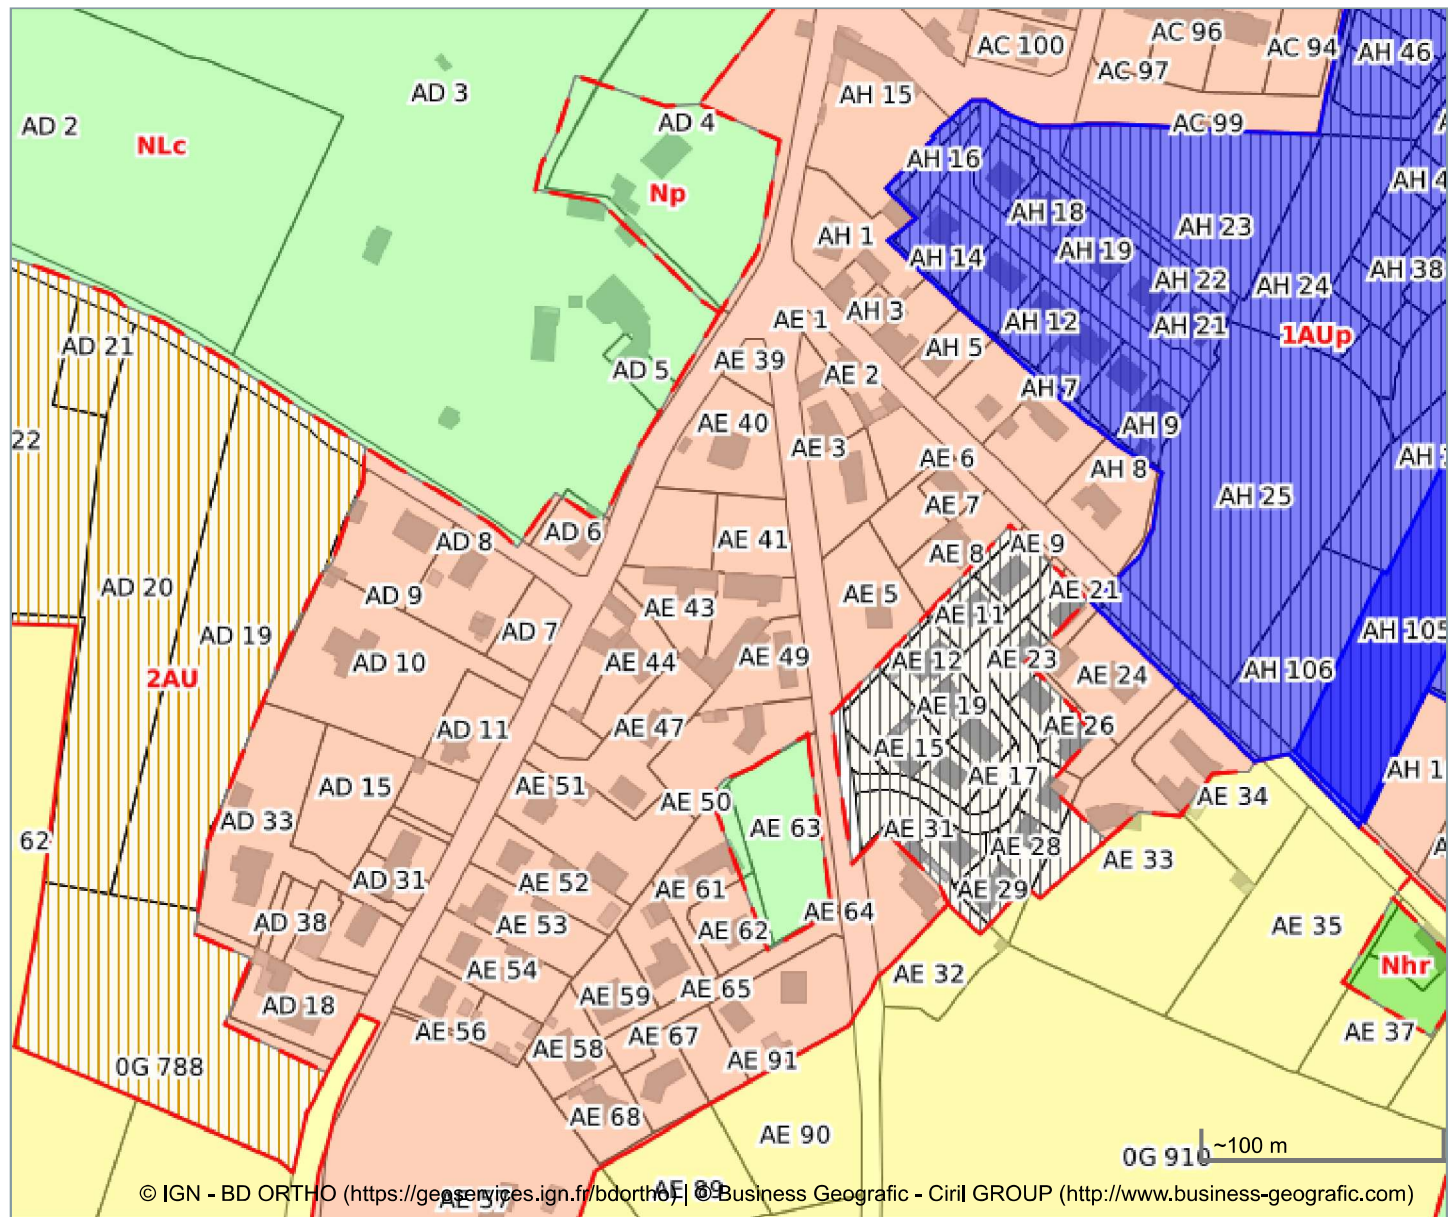 AC 96
AC 100
AC 94
AH 46
AC 97
AD 3
AH 15
AD 4
AC 99
AD 2
NLc
AH 16
AH 4
Np
AH 18
AH 23
AH 1
AH 19
AH 14
AH 38
AH 22
AH 24
AH 3
AE 1
AH 12
AH 21
1AUp
AD 21
AH 5
AE 39
AD 5
AE 2
AH 7
AE 40
AH 9
22
AE 3
AE 6
AH 8
AH 25
AE 7
AD 6
AE 41
AD 8
AE 9
AE 8
AD 20
AE 21
AD 9
AE 5
AE 43
AE 11
AD 7
AH 105
AD 19
AE 49
AD 10
AE 44
AE 12
AE 23
AH 106
AE 24
2AU
AE 19
AE 26
AD 11
AE 47
AE 15
AH 1
AE 17
AD 15
AE 51
AE 34
AE 50
AD 33
AE 63
AE 31
62
AE 28
AE 33
AD 31
AE 52
AE 61
AE 29
AE 64
AD 38
AE 53
AE 62
AE 35
Nhr
AE 54
AE 32
AE 65
AE 59
AD 18
AE 56
AE 67
AE 37
AE 58
AE 91
0G 788
AE 68
AE 90
~100 m
0G 910
AE 89
© IGN - BD ORTHO (https://geoservices.ign.fr/bdortho) | © Business Geografic - Ciril GROUP (http://www.business-geografic.com)
AE 57